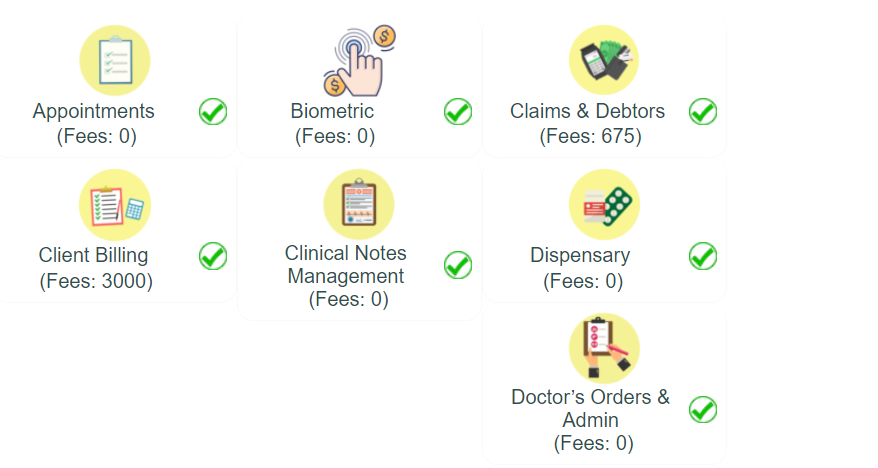 Appointments
(Fees: 0)
Biometric
(Fees: 0)
Claims & Debtors
(Fees: 675)
Client Billing
(Fees: 3000)
Clinical Notes
Management
(Fees: 0)
Dispensary
(Fees: 0)
Doctor’s Orders &
Admin
(Fees: 0)